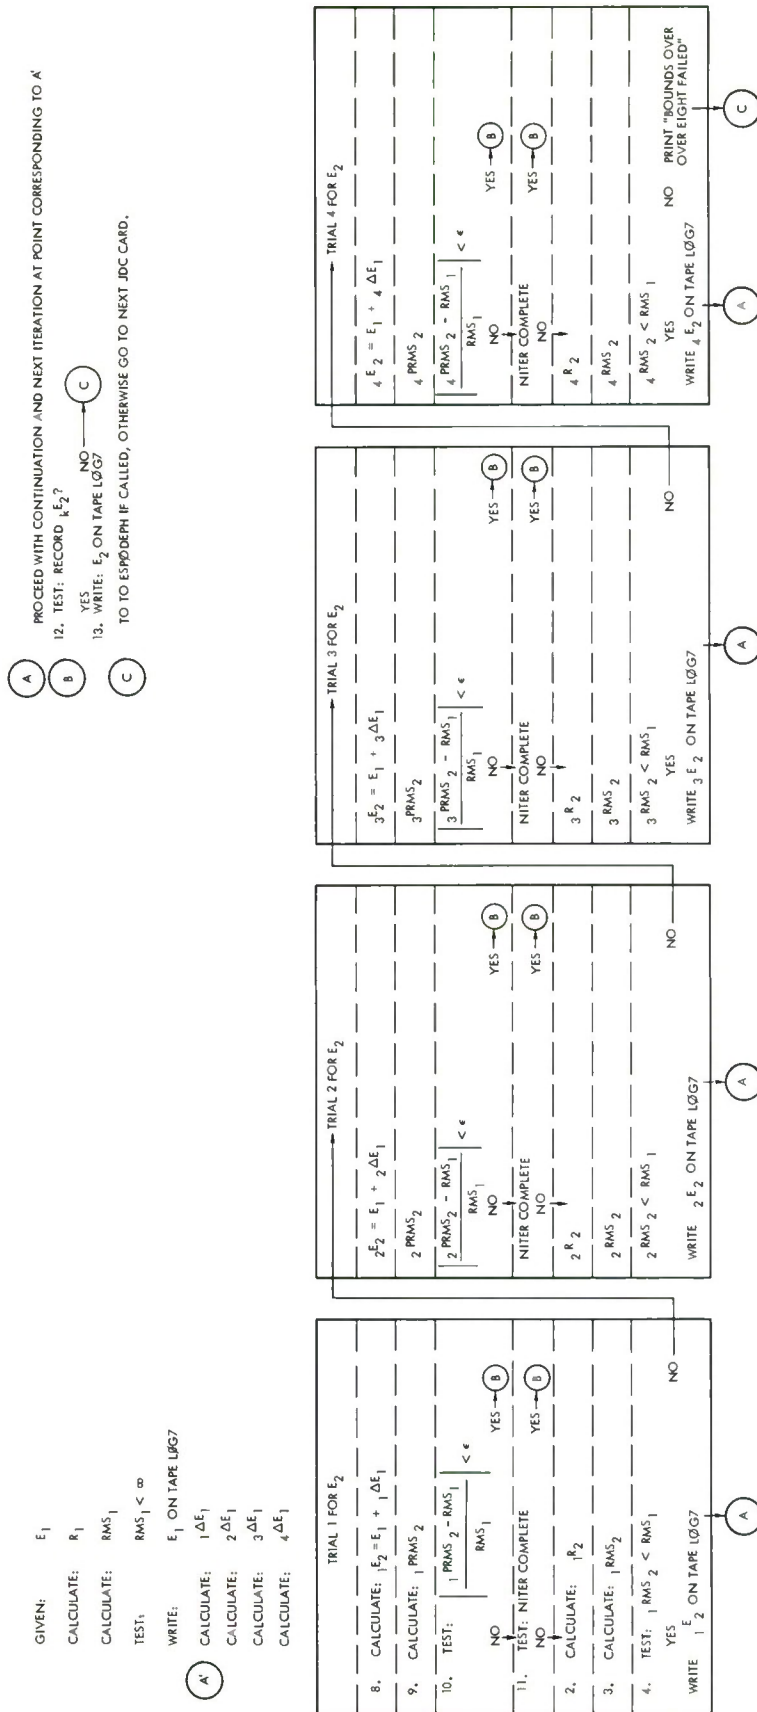 GIVEN: E1
CALCULATE: R1
CALCULATE: RMS1
TEST: RMS1 < ∞
WRITE: E1 ON TAPE LØG7
A' CALCULATE: 1ΔE1
CALCULATE: 2ΔE1
CALCULATE: 3ΔE1
CALCULATE: 4ΔE1
A PROCEED WITH CONTINUATION AND NEXT ITERATION AT POINT CORRESPONDING TO A'
B 12. TEST: RECORD kE2?
YES NO C
13. WRITE: E2 ON TAPE LØG7
C TO TO ESPØDEPH IF CALLED, OTHERWISE GO TO NEXT JDC CARD.
TRIAL 1 FOR E2
8. CALCULATE: 1E2 = E1 + 1ΔE1
9. CALCULATE: 1PRMS2
10. TEST: | 1PRMS2 - RMS1 / RMS1 | < ε
NO YES B
11. TEST: NITER COMPLETE
NO YES B
2. CALCULATE: 1R2
3. CALCULATE: 1RMS2
4. TEST: 1RMS2 < RMS1
YES NO
WRITE 1E2 ON TAPE LØG7
A
TRIAL 2 FOR E2
2E2 = E1 + 2ΔE1
2PRMS2
| 2PRMS2 - RMS1 / RMS1 | < ε
NO YES B
NITER COMPLETE
NO YES B
2R2
2RMS2
2RMS2 < RMS1
NO
WRITE 2E2 ON TAPE LØG7
A
TRIAL 3 FOR E2
3E2 = E1 + 3ΔE1
3PRMS2
| 3PRMS2 - RMS1 / RMS1 | < ε
NO YES B
NITER COMPLETE
NO YES B
3R2
3RMS2
3RMS2 < RMS1
YES NO
WRITE 3E2 ON TAPE LØG7
A
TRIAL 4 FOR E2
4E2 = E1 + 4ΔE1
4PRMS2
| 4PRMS2 - RMS1 / RMS1 | < ε
NO YES B
NITER COMPLETE
NO YES B
4R2
4RMS2
4RMS2 < RMS1
YES NO PRINT "BOUNDS OVER
OVER EIGHT FAILED"
WRITE 4E2 ON TAPE LØG7
A C